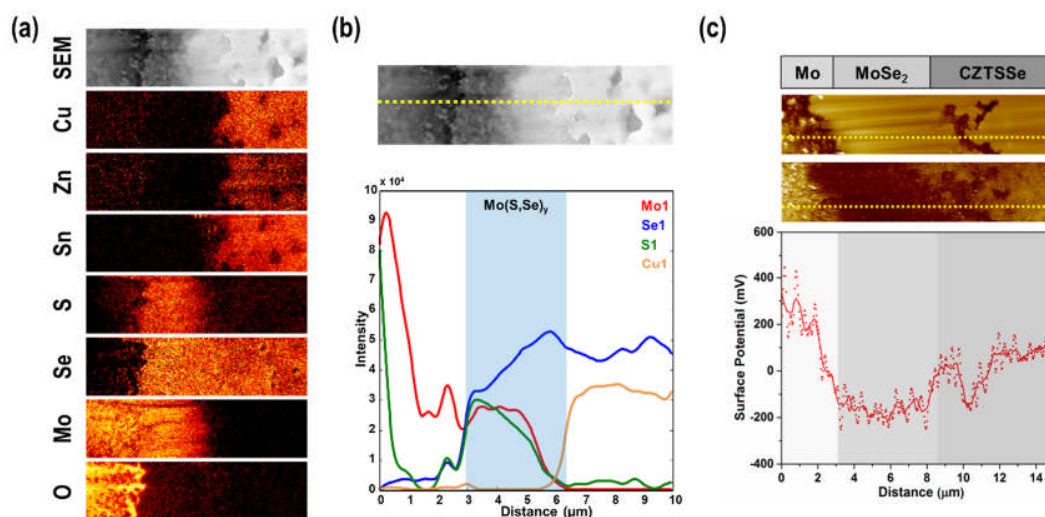 (a)
SEM
Cu
Zn
Sn
S
Se
Mo
O
(b)
x 10⁴
10
9
8
7
6
5
4
3
2
1
0
Intensity
Mo(S,Se)y
Mo1
Se1
S1
Cu1
0 1 2 3 4 5 6 7 8 9 10
Distance (μm)
(c)
Mo MoSe₂ CZTSSe
600
400
200
0
-200
-400
Surface Potential (mV)
0 2 4 6 8 10 12 14
Distance (μm)